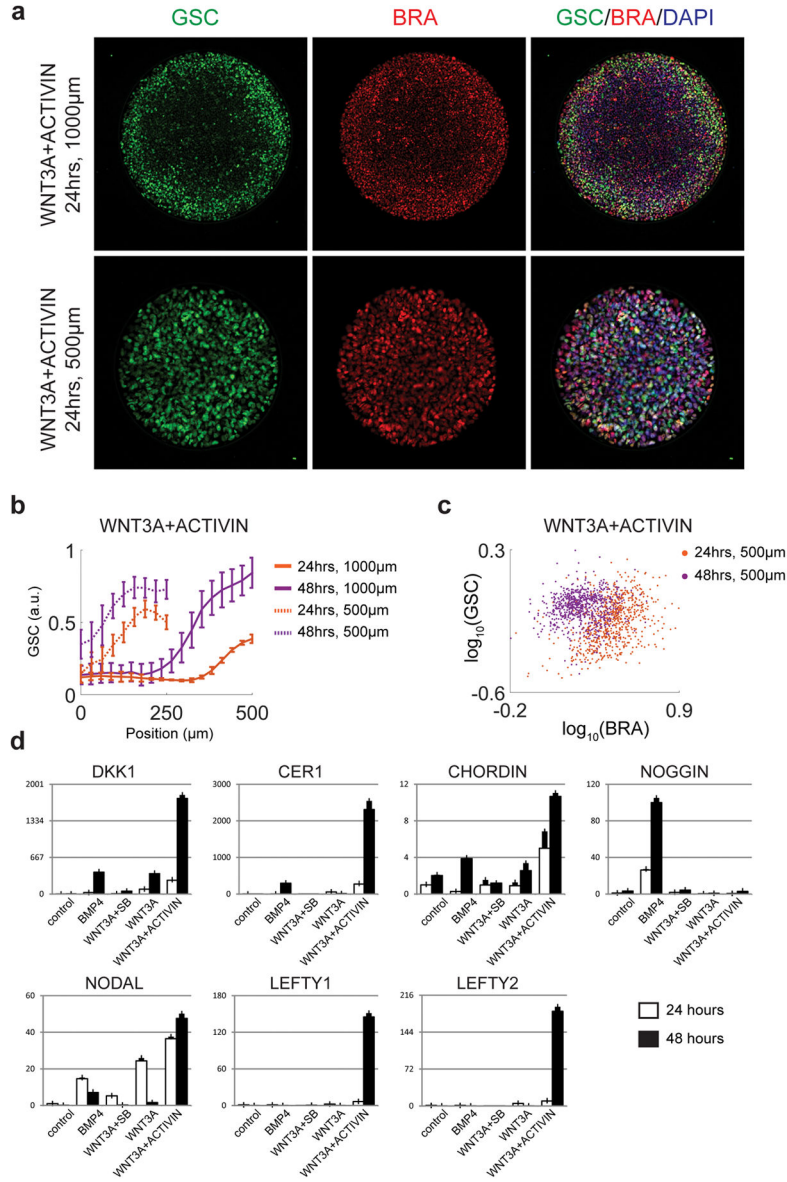 a
GSC
BRA
GSC/BRA/DAPI
WNT3A+ACTIVIN
24hrs, 1000µm
WNT3A+ACTIVIN
24hrs, 500µm
b
WNT3A+ACTIVIN
1
0.5
0
GSC (a.u.)
0
250
500
Position (µm)
24hrs, 1000µm
48hrs, 1000µm
24hrs, 500µm
48hrs, 500µm
c
WNT3A+ACTIVIN
24hrs, 500µm
48hrs, 500µm
0.3
log10(GSC)
-0.6
-0.2
0.9
log10(BRA)
d
DKK1
2001
1334
667
0
control
BMP4
WNT3A+SB
WNT3A
WNT3A+ACTIVIN
CER1
3000
2000
1000
0
control
BMP4
WNT3A+SB
WNT3A
WNT3A+ACTIVIN
CHORDIN
12
8
4
0
control
BMP4
WNT3A+SB
WNT3A
WNT3A+ACTIVIN
NOGGIN
120
80
40
0
control
BMP4
WNT3A+SB
WNT3A
WNT3A+ACTIVIN
NODAL
60
40
20
0
control
BMP4
WNT3A+SB
WNT3A
WNT3A+ACTIVIN
LEFTY1
180
120
60
0
control
BMP4
WNT3A+SB
WNT3A
WNT3A+ACTIVIN
LEFTY2
216
144
72
0
control
BMP4
WNT3A+SB
WNT3A
WNT3A+ACTIVIN
24 hours
48 hours